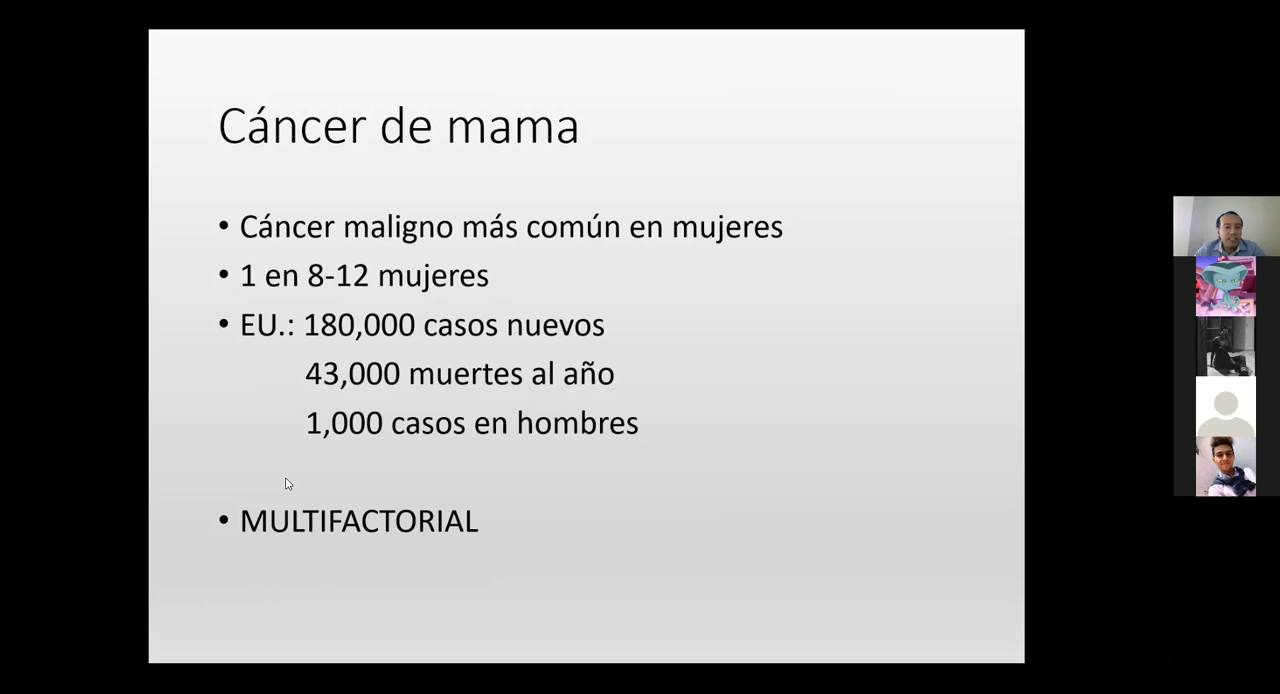 Cáncer de mama
• Cáncer maligno más común en mujeres
• 1 en 8-12 mujeres
• EU.: 180,000 casos nuevos
43,000 muertes al año
1,000 casos en hombres
• MULTIFACTORIAL